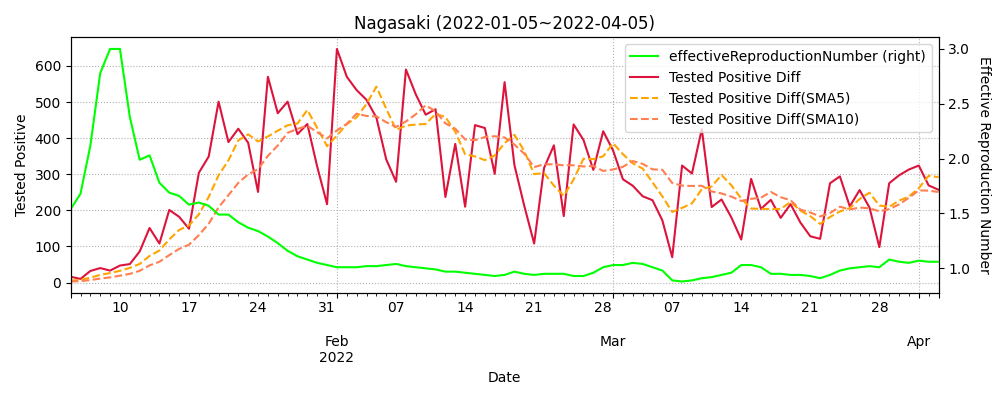 Nagasaki (2022-01-05~2022-04-05)
effectiveReproductionNumber (right)
Tested Positive Diff
Tested Positive Diff(SMA5)
Tested Positive Diff(SMA10)
Tested Positive
600
500
400
300
200
100
0
3.0
2.5
2.0
1.5
1.0
Effective Reproduction Number
10 17 24 31 07 14 21 28 07 14 21 28
Feb Mar Apr
2022
Date